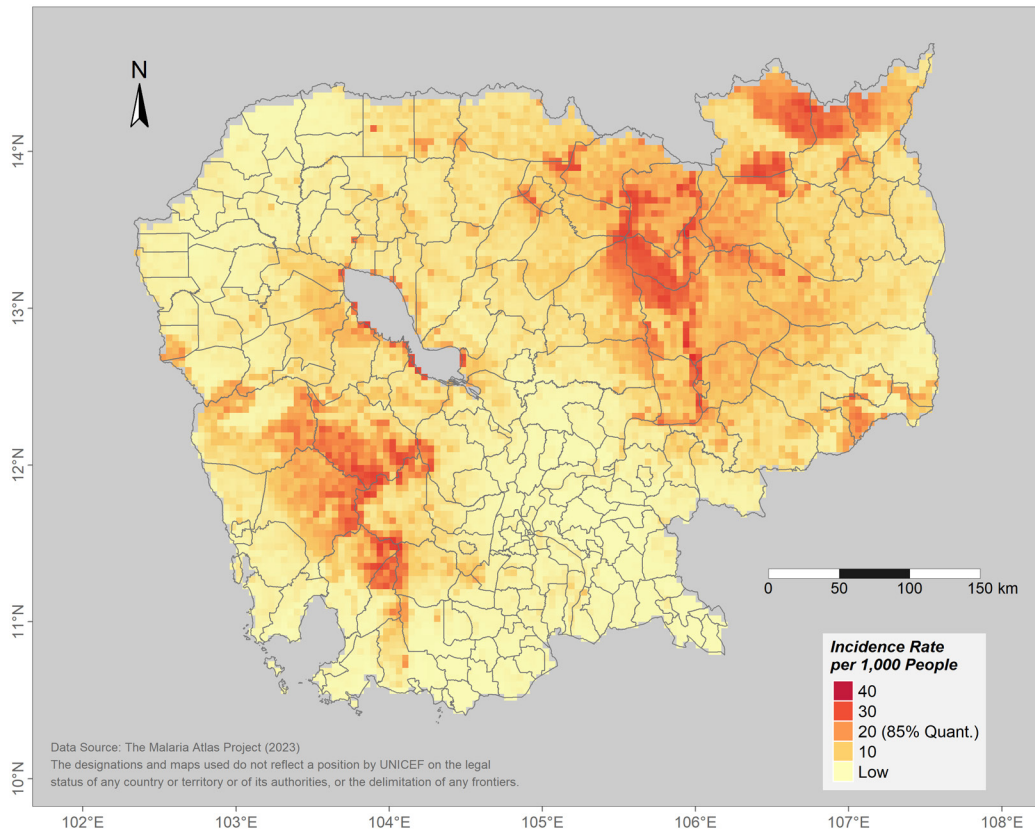 N
14°N
13°N
12°N
11°N
10°N
0 50 100 150 km
Incidence Rate
per 1,000 People
40
30
20 (85% Quant.)
10
Low
Data Source: The Malaria Atlas Project (2023)
The designations and maps used do not reflect a position by UNICEF on the legal
status of any country or territory or of its authorities, or the delimitation of any frontiers.
102°E 103°E 104°E 105°E 106°E 107°E 108°E